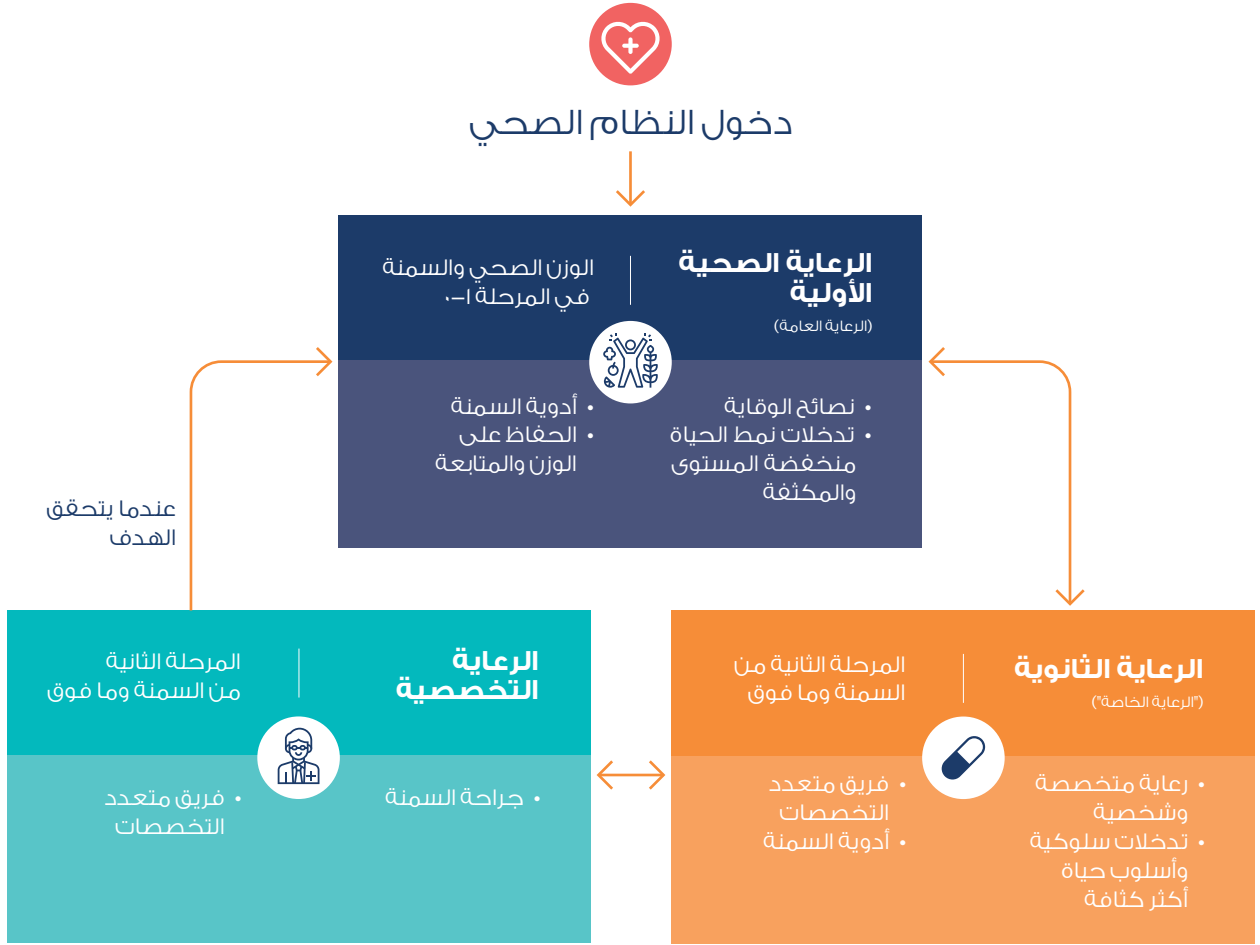 دخول النظام الصحي
الرعاية الصحية
الأولية
(الرعاية العامة)
الوزن الصحي والسمنة
في المرحلة ١–٠
• نصائح الوقاية
• تدخلات نمط الحياة
منخفضة المستوى
والمكثفة
• أدوية السمنة
• الحفاظ على
الوزن والمتابعة
عندما يتحقق
الهدف
الرعاية الثانوية
("الرعاية الخاصة")
المرحلة الثانية من
السمنة وما فوق
• رعاية متخصصة
وشخصية
• تدخلات سلوكية
وأسلوب حياة
أكثر كثافة
• فريق متعدد
التخصصات
• أدوية السمنة
الرعاية
التخصصية
المرحلة الثانية
من السمنة وما فوق
• جراحة السمنة
• فريق متعدد
التخصصات